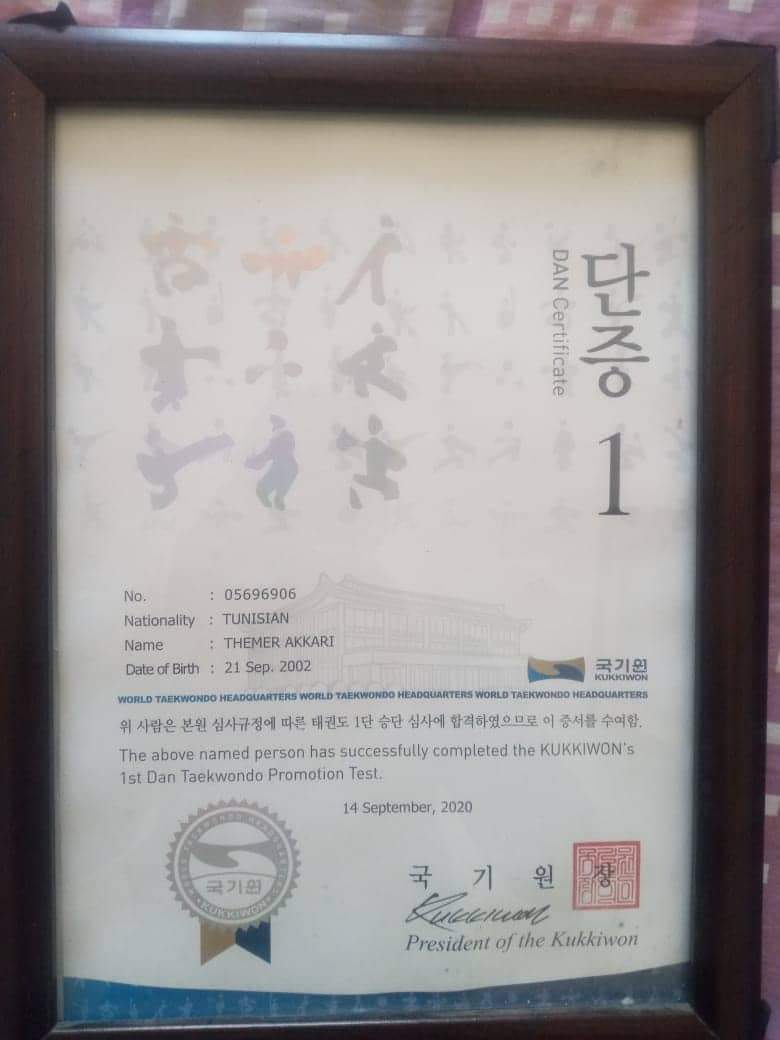 단증
DAN Certificate
1
No. : 05696906
Nationality : TUNISIAN
Name : THEMER AKKARI
Date of Birth : 21 Sep. 2002
국기원
KUKKIWON
WORLD TAEKWONDO HEADQUARTERS WORLD TAEKWONDO HEADQUARTERS WORLD TAEKWONDO HEADQUARTERS
위 사람은 본원 심사규정에 따른 태권도 1단 승단 심사에 합격하였으므로 이 증서를 수여함.
The above named person has successfully completed the KUKKIWON's
1st Dan Taekwondo Promotion Test.
14 September, 2020
WORLD TAEKWONDO HEADQUARTERS
국기원
KUKKIWON
국 기 원 장
Kukkiwon
President of the Kukkiwon